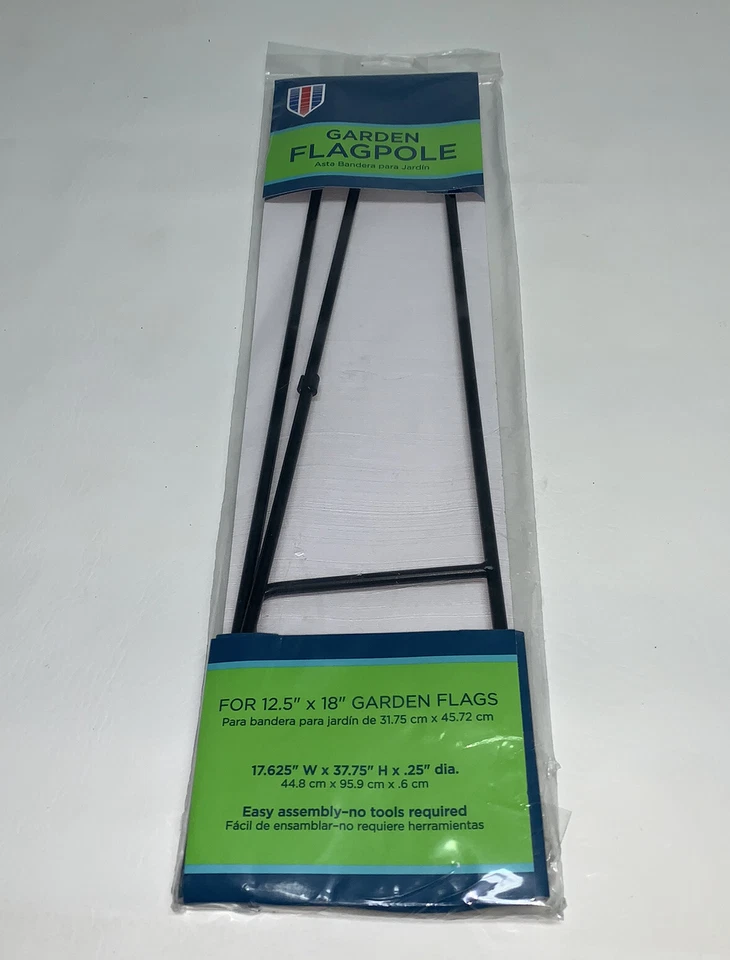 GARDEN
FLAGPOLE
Asta Bandera para Jardín
FOR 12.5" x 18" GARDEN FLAGS
Para bandera para jardín de 31.75 cm x 45.72 cm
17.625" W x 37.75" H x .25" dia.
44.8 cm x 95.9 cm x .6 cm
Easy assembly–no tools required
Fácil de ensamblar–no requiere herramientas